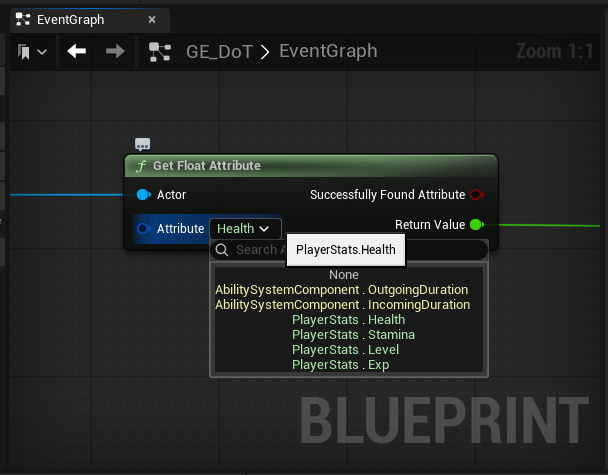 EventGraph
GE_DoT > EventGraph
Zoom 1:1
Get Float Attribute
Actor
Successfully Found Attribute
Attribute Health
Return Value
Search
PlayerStats.Health
None
AbilitySystemComponent . OutgoingDuration
AbilitySystemComponent . IncomingDuration
PlayerStats . Health
PlayerStats . Stamina
PlayerStats . Level
PlayerStats . Exp
BLUEPRINT